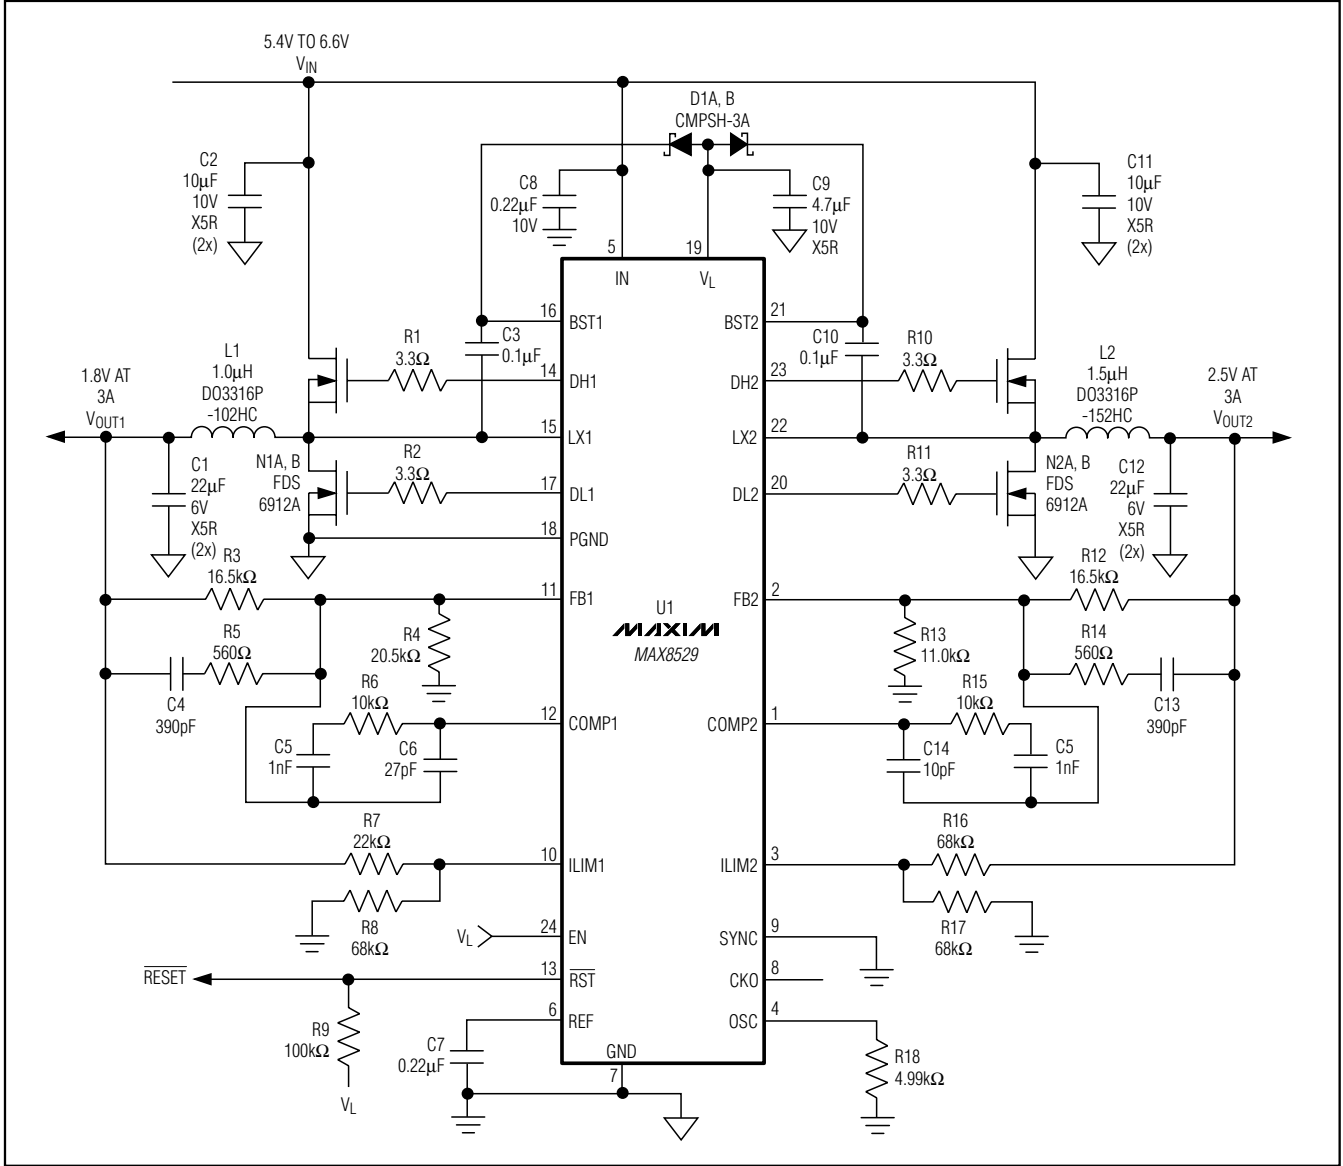 5.4V TO 6.6V
VIN
D1A, B
CMPSH-3A
C2
10µF
10V
X5R
(2x)
C8
0.22µF
10V
C9
4.7µF
10V
X5R
C11
10µF
10V
X5R
(2x)
5
19
IN
VL
16
BST1
BST2
21
C3
0.1µF
C10
0.1µF
R1
3.3Ω
14
DH1
DH2
23
R10
3.3Ω
L1
1.0µH
DO3316P
-102HC
L2
1.5µH
DO3316P
-152HC
1.8V AT
3A
VOUT1
2.5V AT
3A
VOUT2
15
LX1
LX2
22
C1
22µF
6V
X5R
(2x)
N1A, B
FDS
6912A
R2
3.3Ω
17
DL1
DL2
20
R11
3.3Ω
N2A, B
FDS
6912A
C12
22µF
6V
X5R
(2x)
18
PGND
R3
16.5kΩ
11
FB1
FB2
2
R12
16.5kΩ
U1
MAXIM
MAX8529
R5
560Ω
R4
20.5kΩ
R13
11.0kΩ
R14
560Ω
C4
390pF
C13
390pF
R6
10kΩ
12
COMP1
COMP2
1
R15
10kΩ
C5
1nF
C6
27pF
C14
10pF
C5
1nF
R7
22kΩ
10
ILIM1
ILIM2
3
R16
68kΩ
R8
68kΩ
R17
68kΩ
VL
24
EN
SYNC
9
RESET
13
RST
CKO
8
6
REF
OSC
4
R9
100kΩ
VL
C7
0.22µF
GND
7
R18
4.99kΩ